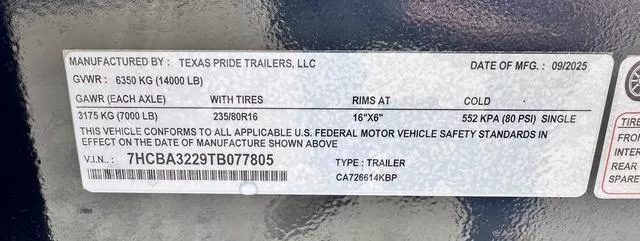 MANUFACTURED BY: TEXAS PRIDE TRAILERS, LLC DATE OF MFG. : 09/2025
GVWR : 6350 KG (14000 LB)
GAWR (EACH AXLE) WITH TIRES RIMS AT COLD
3175 KG (7000 LB) 235/80R16 16"X6" 552 KPA (80 PSI) SINGLE
THIS VEHICLE CONFORMS TO ALL APPLICABLE U.S. FEDERAL MOTOR VEHICLE SAFETY STANDARDS IN
EFFECT ON THE DATE OF MANUFACTURE SHOWN ABOVE.
V.I.N.: 7HCBA3229TB077805 TYPE : TRAILER
CA726614KBP
TIRE
FRON
INTER
REAR
SPARE